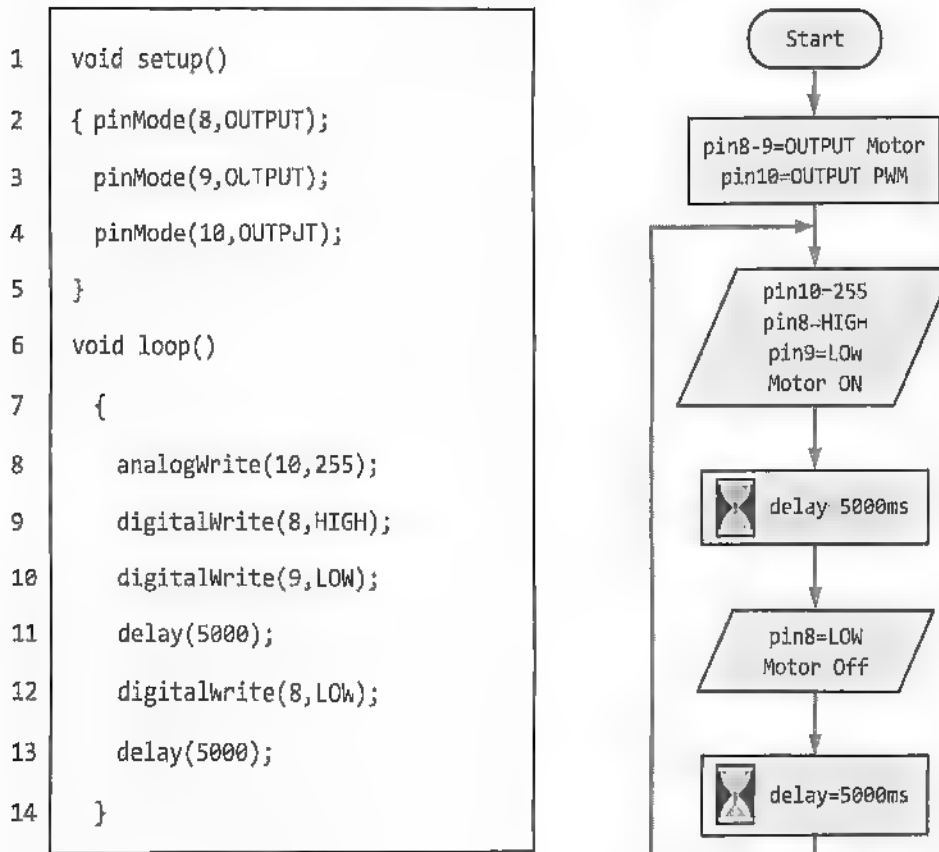 1 void setup()
2 { pinMode(8,OUTPUT);
3 pinMode(9,OUTPUT);
4 pinMode(10,OUTPUT);
5 }
6 void loop()
7 {
8 analogWrite(10,255);
9 digitalWrite(8,HIGH);
10 digitalWrite(9,LOW);
11 delay(5000);
12 digitalWrite(8,LOW);
13 delay(5000);
14 }
Start
pin8-9=OUTPUT Motor
pin10=OUTPUT PWM
pin10=255
pin8=HIGH
pin9=LOW
Motor ON
delay 5000ms
pin8=LOW
Motor Off
delay=5000ms